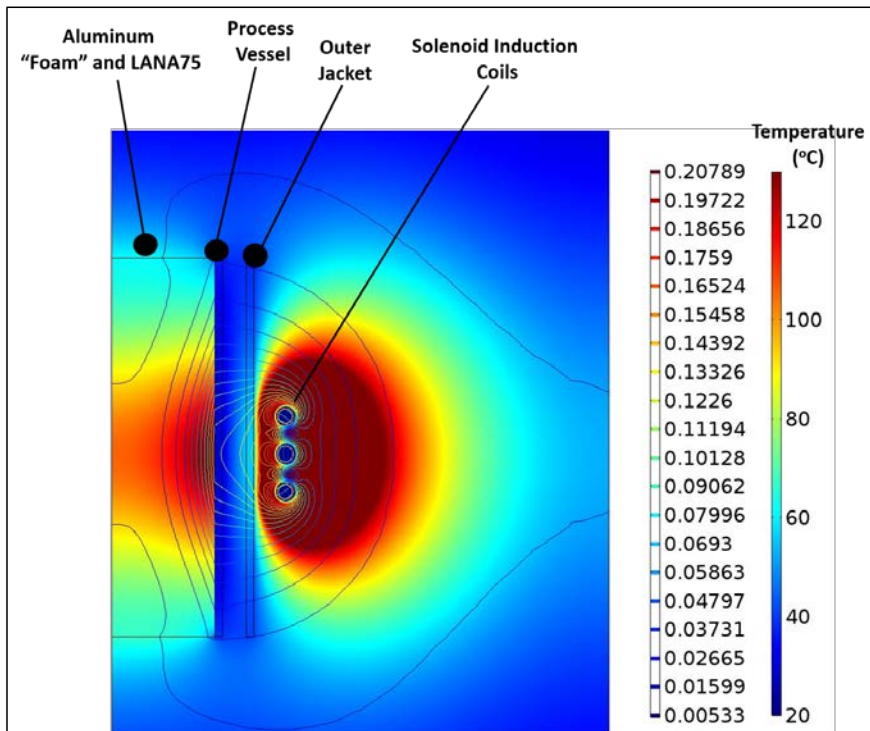 Aluminum
“Foam” and LANA75
Process
Vessel
Outer
Jacket
Solenoid Induction
Coils
Temperature
(°C)
0.20789
0.19722
0.18656
0.1759
0.16524
0.15458
0.14392
0.13326
0.1226
0.11194
0.10128
0.09062
0.07996
0.0693
0.05863
0.04797
0.03731
0.02665
0.01599
0.00533
120
100
80
60
40
20